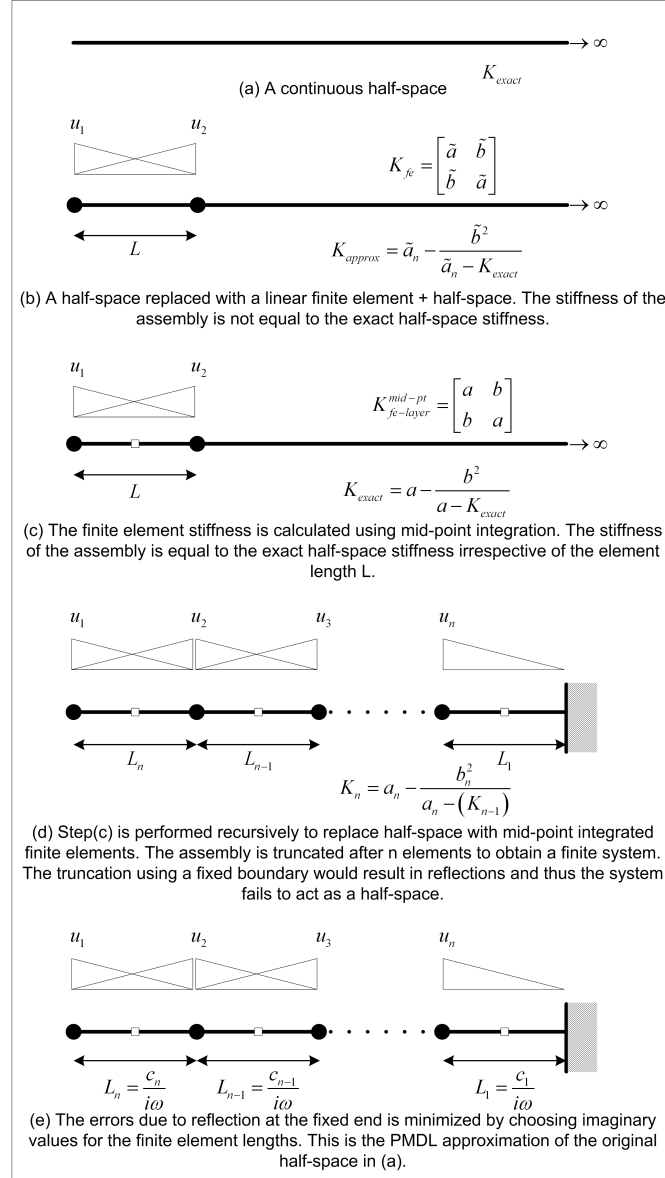 → ∞
K_exact
(a) A continuous half-space
u_1 u_2
K_fe = [ã b̃; b̃ ã]
→ ∞
L
K_approx = ã_n − b̃² / (ã_n − K_exact)
(b) A half-space replaced with a linear finite element + half-space. The stiffness of the
assembly is not equal to the exact half-space stiffness.
u_1 u_2
K_fe-layer^mid-pt = [a b; b a]
→ ∞
L
K_exact = a − b² / (a − K_exact)
(c) The finite element stiffness is calculated using mid-point integration. The stiffness
of the assembly is equal to the exact half-space stiffness irrespective of the element
length L.
u_1 u_2 u_3 u_n
L_n L_{n-1} L_1
K_n = a_n − b_n² / (a_n − (K_{n-1}))
(d) Step(c) is performed recursively to replace half-space with mid-point integrated
finite elements. The assembly is truncated after n elements to obtain a finite system.
The truncation using a fixed boundary would result in reflections and thus the system
fails to act as a half-space.
u_1 u_2 u_3 u_n
L_n = c_n / iω L_{n-1} = c_{n-1} / iω L_1 = c_1 / iω
(e) The errors due to reflection at the fixed end is minimized by choosing imaginary
values for the finite element lengths. This is the PMDL approximation of the original
half-space in (a).